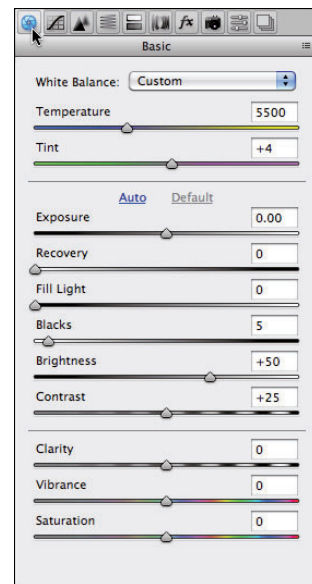 fx
Basic
White Balance: Custom
Temperature 5500
Tint +4
Auto Default
Exposure 0.00
Recovery 0
Fill Light 0
Blacks 5
Brightness +50
Contrast +25
Clarity 0
Vibrance 0
Saturation 0